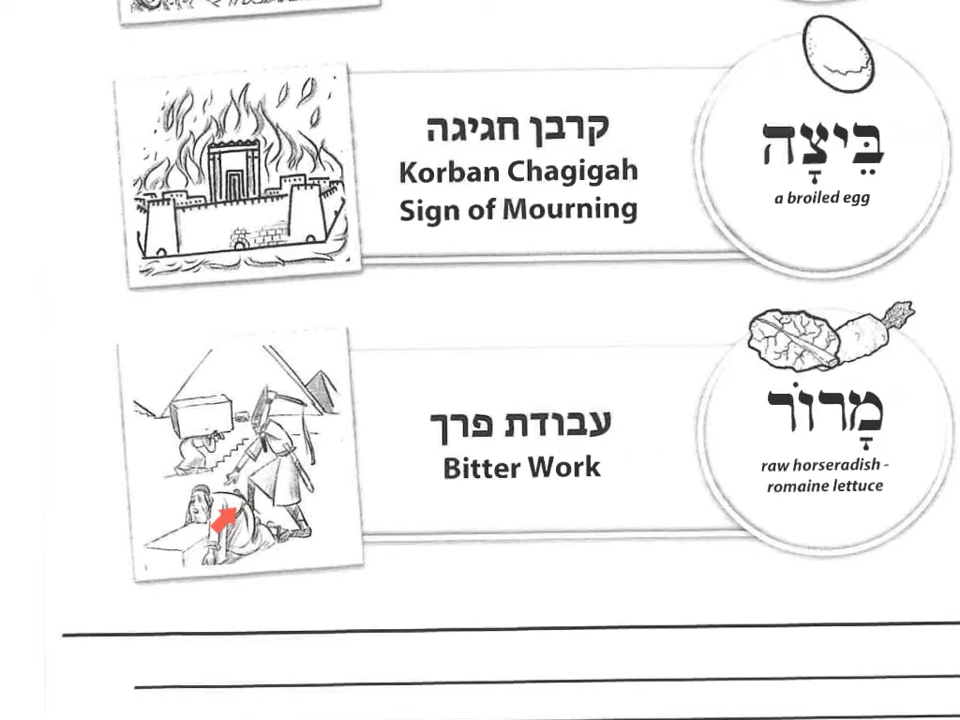 קרבן חגיגה
Korban Chagigah
Sign of Mourning
בֵּיצָה
a broiled egg
עבודת פרך
Bitter Work
מָרוֹר
raw horseradish -
romaine lettuce